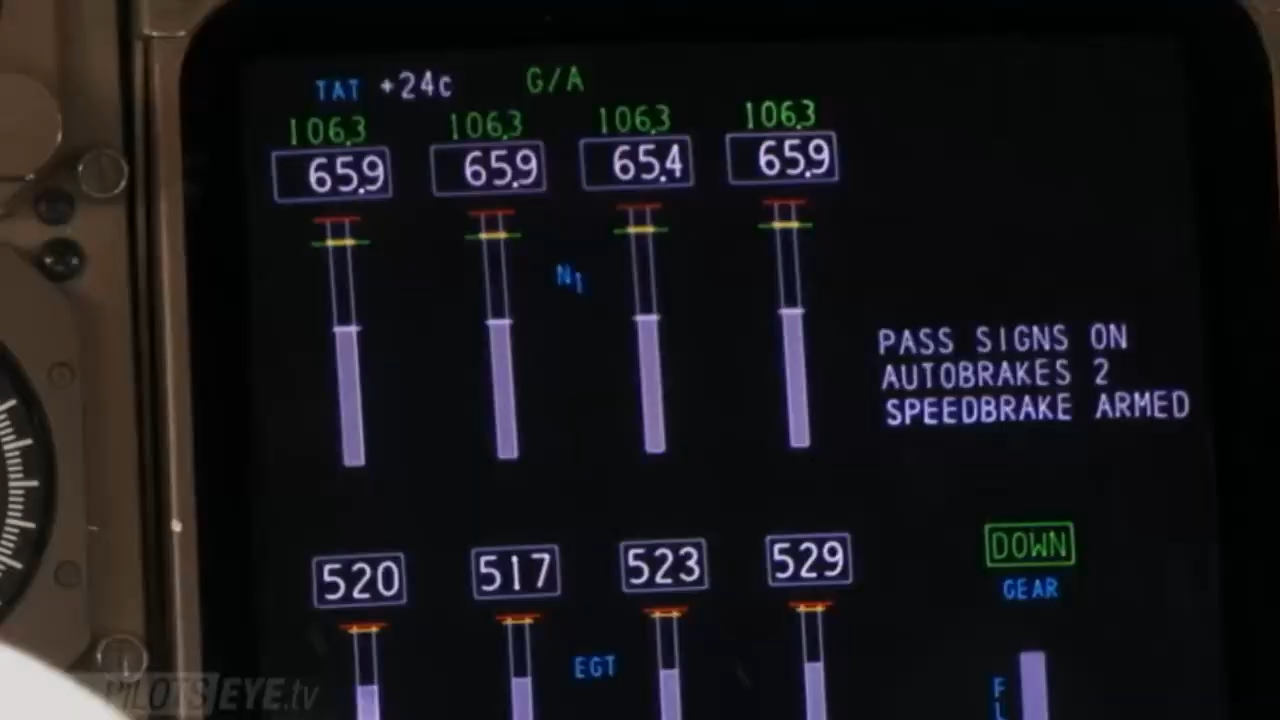 TAT +24c G/A
106.3 106.3 106.3 106.3
65.9 65.9 65.4 65.9
N1
PASS SIGNS ON
AUTOBRAKES 2
SPEEDBRAKE ARMED
520 517 523 529
DOWN
GEAR
EGT
F
L
PILOTSEYE.tv